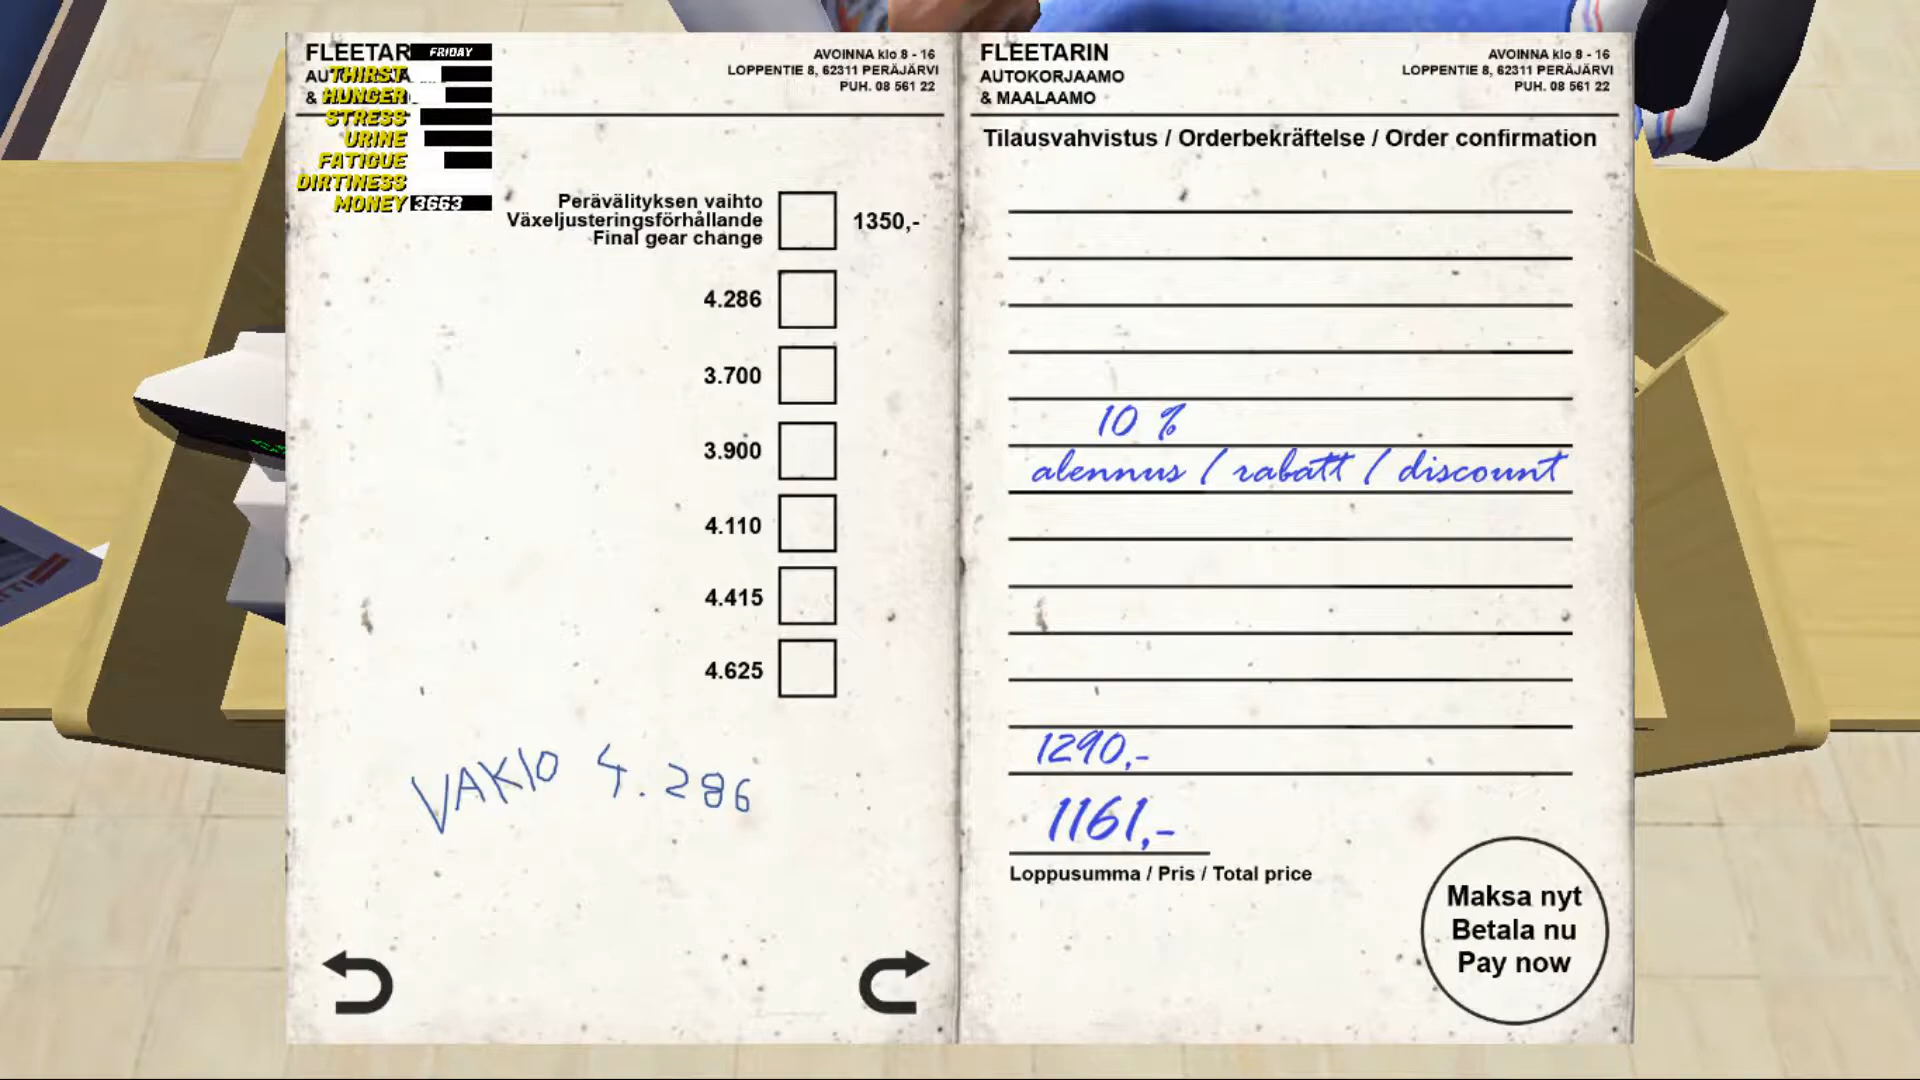 FLEETAR
FRIDAY
THIRST
& HUNGER
STRESS
URINE
FATIGUE
DIRTINESS
MONEY 3663
AVOINNA klo 8 - 16
LOPPENTIE 8, 62311 PERÄJÄRVI
PUH. 08 561 22
Perävälityksen vaihto
Växeljusteringsförhållande
Final gear change
1350,-
4.286
3.700
3.900
4.110
4.415
4.625
VAKIO 4.286
FLEETARIN
AUTOKORJAAMO
& MAALAAMO
AVOINNA klo 8 - 16
LOPPENTIE 8, 62311 PERÄJÄRVI
PUH. 08 561 22
Tilausvahvistus / Orderbekräftelse / Order confirmation
10 %
alennus / rabatt / discount
1290,-
1161,-
Loppusumma / Pris / Total price
Maksa nyt
Betala nu
Pay now